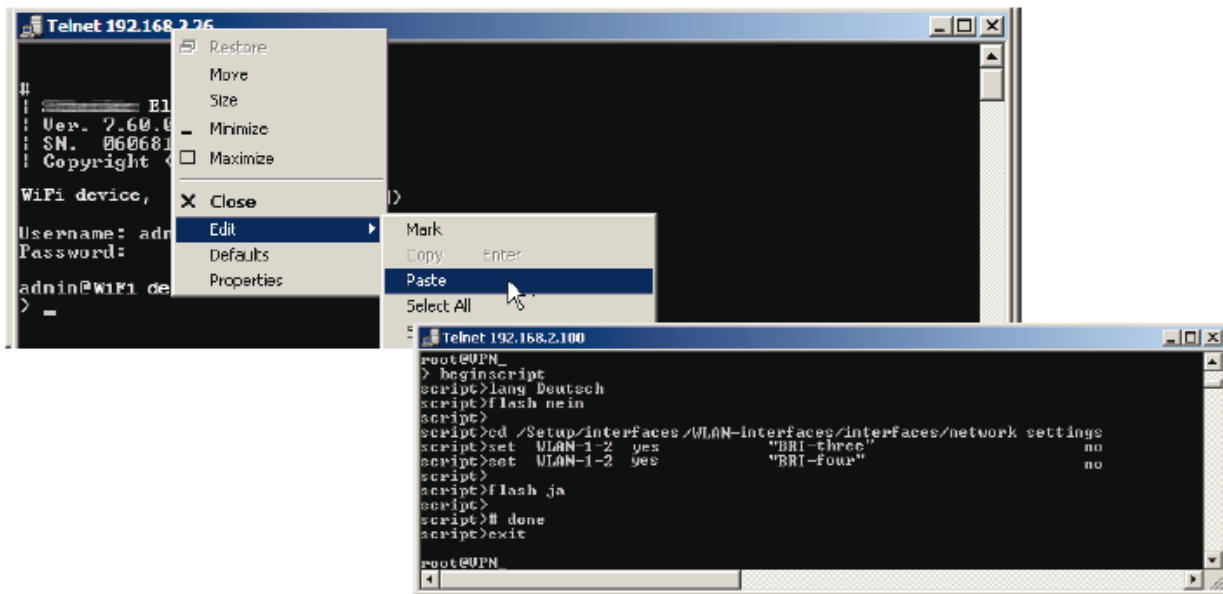 Telnet 192.168.2.26
Restore
Move
Size
Minimize
Maximize
Close
Edit
Defaults
Properties
Mark
Copy Enter
Paste
Select All
#
| El
| Ver. 7.60.0
| SN. 060681
| Copyright
WiFi device, )
Username: adm
Password:
admin@WiFi de
> _
Telnet 192.168.2.100
root@VPN_
> beginscript
script>lang Deutsch
script>flash nein
script>
script>cd /Setup/interfaces/WLAN-interfaces/interfaces/network settings
script>set WLAN-1-2 yes "BRI-three" no
script>set WLAN-1-2 yes "BRI-four" no
script>
script>flash ja
script>
script># done
script>exit
root@VPN_